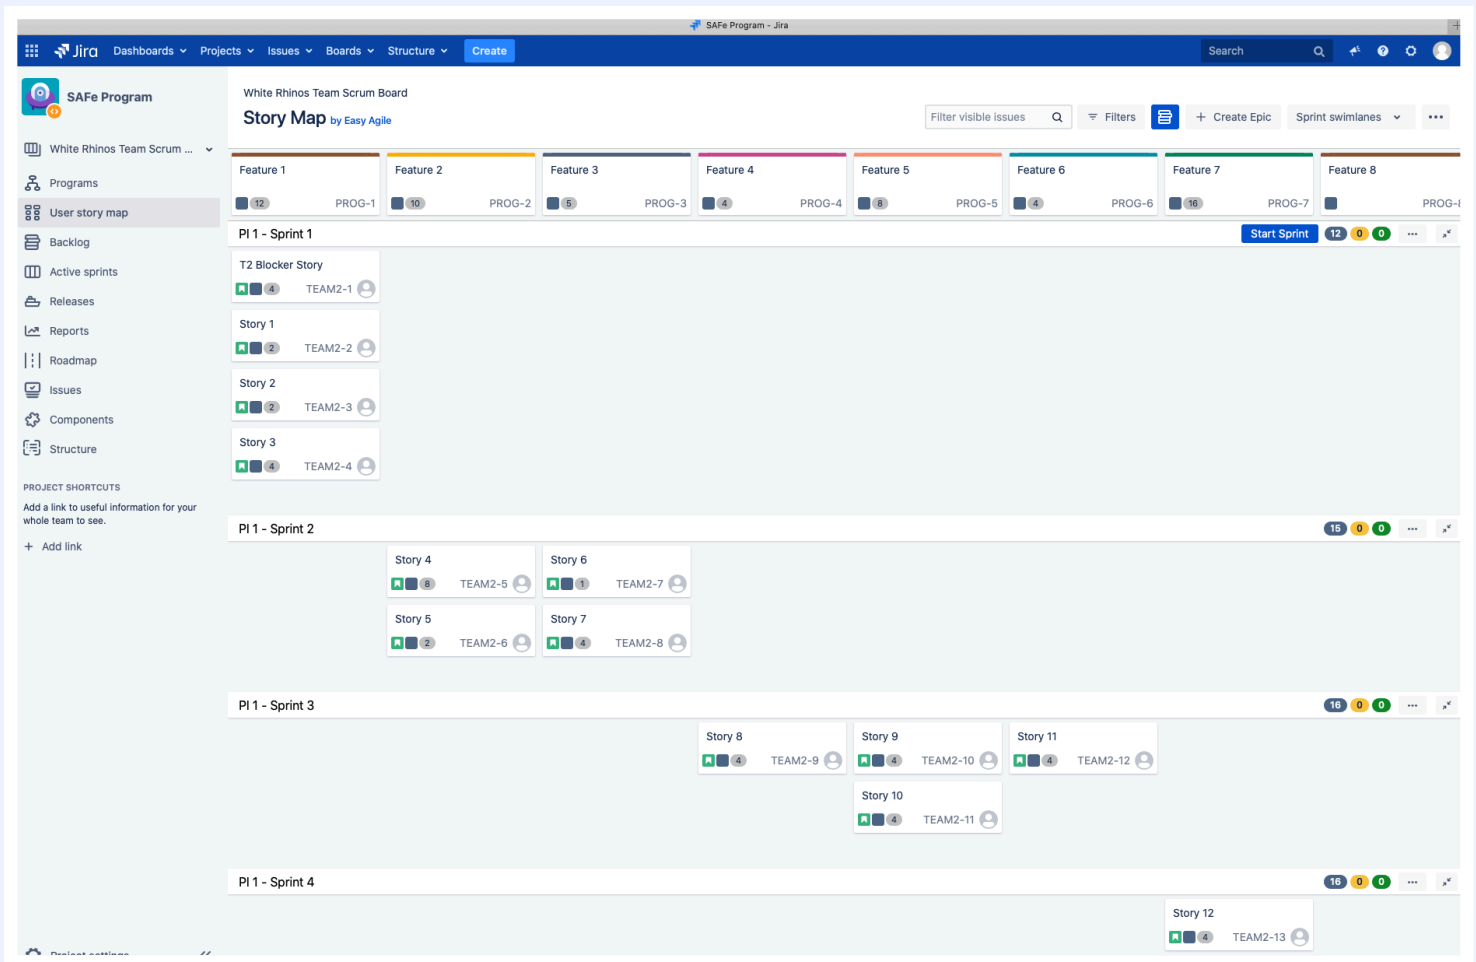 SAFe Program - Jira
Jira Dashboards Projects Issues Boards Structure Create Search
SAFe Program
White Rhinos Team Scrum ...
Programs
User story map
Backlog
Active sprints
Releases
Reports
Roadmap
Issues
Components
Structure
PROJECT SHORTCUTS
Add a link to useful information for your
whole team to see.
+ Add link
Project settings
White Rhinos Team Scrum Board
Story Map by Easy Agile
Filter visible issues Filters + Create Epic Sprint swimlanes
Feature 1
12 PROG-1
Feature 2
10 PROG-2
Feature 3
5 PROG-3
Feature 4
4 PROG-4
Feature 5
8 PROG-5
Feature 6
4 PROG-6
Feature 7
16 PROG-7
Feature 8
PROG-8
PI 1 - Sprint 1 Start Sprint 12 0 0
T2 Blocker Story
4 TEAM2-1
Story 1
2 TEAM2-2
Story 2
2 TEAM2-3
Story 3
4 TEAM2-4
PI 1 - Sprint 2 15 0 0
Story 4
8 TEAM2-5
Story 5
2 TEAM2-6
Story 6
1 TEAM2-7
Story 7
4 TEAM2-8
PI 1 - Sprint 3 16 0 0
Story 8
4 TEAM2-9
Story 9
4 TEAM2-10
Story 10
4 TEAM2-11
Story 11
4 TEAM2-12
PI 1 - Sprint 4 16 0 0
Story 12
4 TEAM2-13